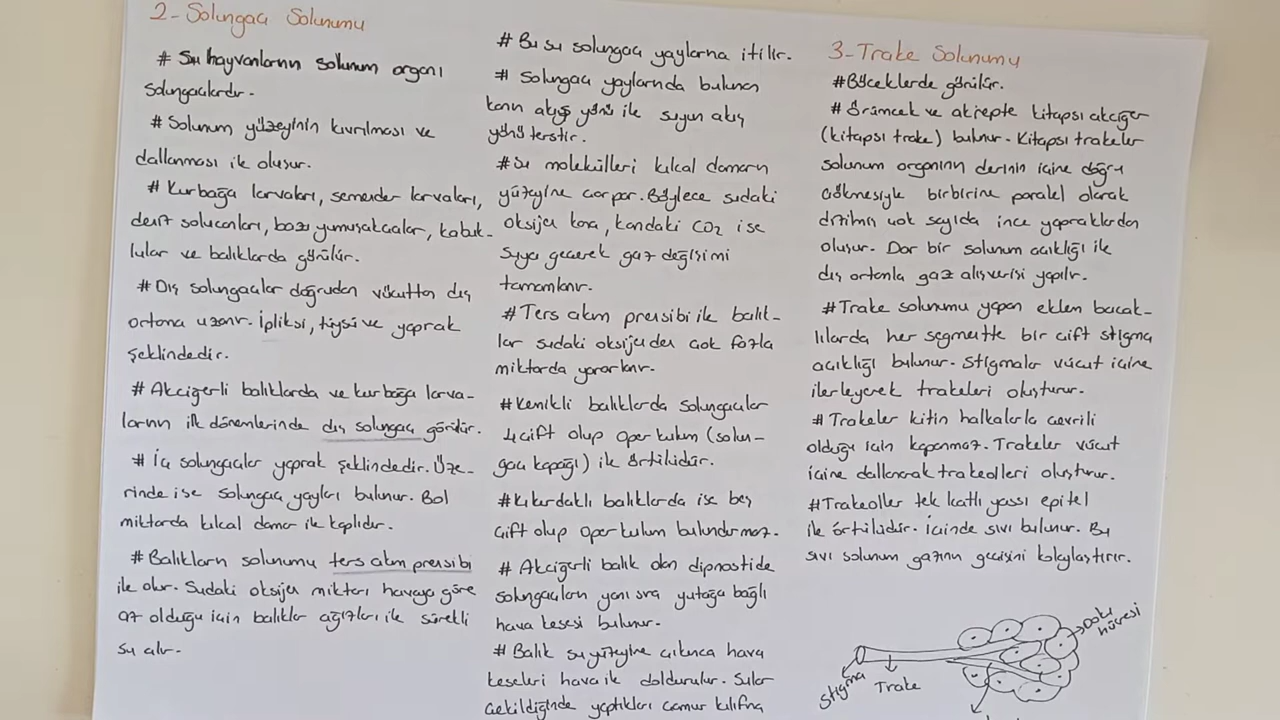 2- Solungaç Solunumu
# Su hayvanlarının solunum organı
solungaçlardır.
# Solunum yüzeyinin kıvrılması ve
dallanması ile oluşur.
# Kurbağa larvaları, semender larvaları,
deniz solucanları, bazı yumuşakçalar, kabuk-
lular ve balıklarda görülür.
# Dış solungaçlar doğrudan vücuttan dış
ortama uzanır. İpliksi, tüysü ve yaprak
şeklindedir.
# Akciğerli balıklarda ve kurbağa larva-
larının ilk dönemlerinde dış solungaç görülür.
# İç solungaçlar yaprak şeklindedir. Üze-
rinde ise solungaç yayları bulunur. Bol
miktarda kılcal damar ile kaplıdır.
# Balıkların solunumu ters akım prensibi
ile olur. Sudaki oksijen miktarı havaya göre
az olduğu için balıklar ağızları ile sürekli
su alır.
# Bu su solungaç yaylarına itilir.
# Solungaç yaylarında bulunan
kanın akış yönü ile suyun akış
yönü terstir.
# Su molekülleri kılcal damarın
yüzeyine çarpar. Böylece sudaki
oksijen kana, kandaki CO2 ise
suya geçerek gaz değişimi
tamamlanır.
# Ters akım prensibi ile balık-
lar sudaki oksijenden çok fazla
miktarda yararlanır.
# Kemikli balıklarda solungaçlar
4 çift olup operkulum (solun-
gaç kapağı) ile örtülüdür.
# Kıkırdaklı balıklarda ise beş
çift olup operkulum bulundurmaz.
# Akciğerli balık olan dipnoi'de
solungaçların yanı sıra yutağa bağlı
hava kesesi bulunur.
# Balık su yüzeyine çıkınca hava
keseleri hava ile doldurulur. Sular
çekildiğinde yaptıkları çamur kılıfına
3- Trake Solunumu
# Böceklerde görülür.
# Örümcek ve akrepte kitapsı akciğer
(kitapsı trake) bulunur. Kitapsı trakeler
solunum organının derinin içine doğru
çökmesiyle birbirine paralel olarak
dizilmiş çok sayıda ince yapraklardan
oluşur. Dar bir solunum açıklığı ile
dış ortamla gaz alışverişi yapılır.
# Trake solunumu yapan eklem bacak-
lılarda her segmentte bir çift stigma
açıklığı bulunur. Stigmalar vücut içine
ilerleyerek trakeleri oluşturur.
# Trakeler kitin halkalarla çevrili
olduğu için kapanmaz. Trakeler vücut
içine dallanarak trakeolleri oluşturur.
# Trakeoller tek katlı yassı epitel
ile örtülüdür. İçinde sıvı bulunur. Bu
sıvı solunum gazının geçişini kolaylaştırır.
Doku
hücresi
Stigma
Trake